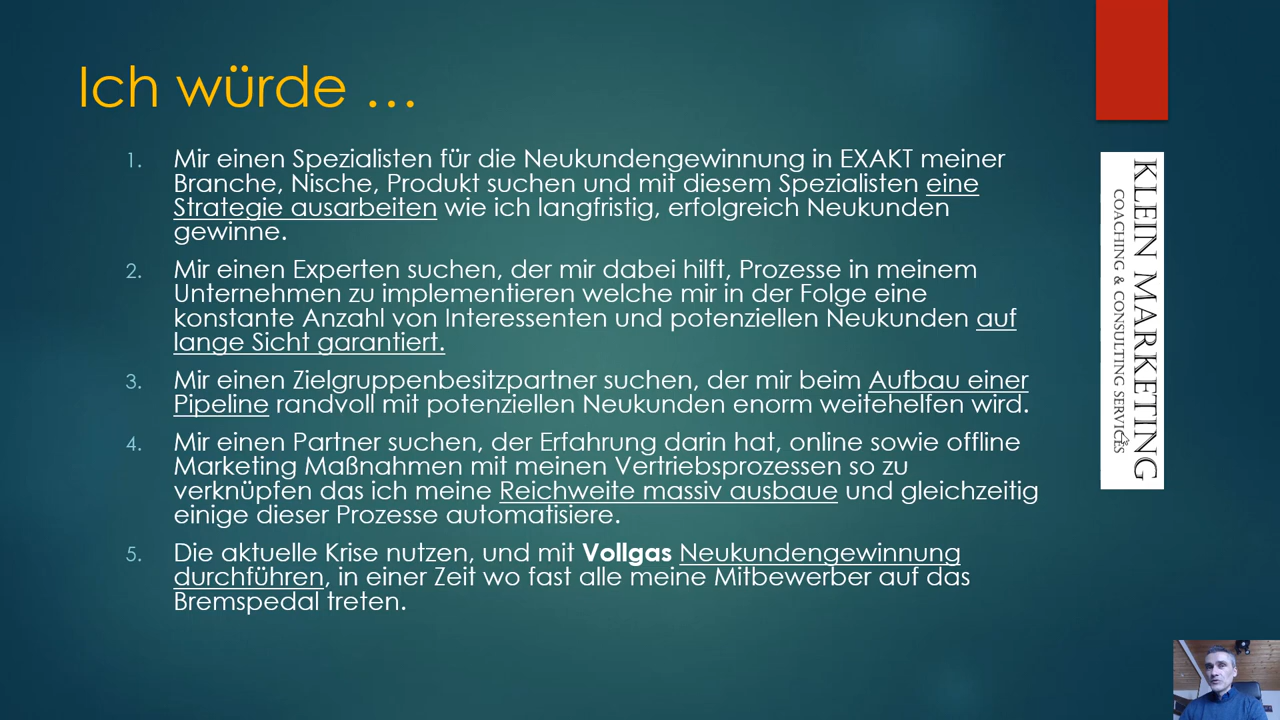 Ich würde ...
1. Mir einen Spezialisten für die Neukundengewinnung in EXAKT meiner
Branche, Nische, Produkt suchen und mit diesem Spezialisten eine
Strategie ausarbeiten wie ich langfristig, erfolgreich Neukunden
gewinne.
2. Mir einen Experten suchen, der mir dabei hilft, Prozesse in meinem
Unternehmen zu implementieren welche mir in der Folge eine
konstante Anzahl von Interessenten und potenziellen Neukunden auf
lange Sicht garantiert.
3. Mir einen Zielgruppenbesitzpartner suchen, der mir beim Aufbau einer
Pipeline randvoll mit potenziellen Neukunden enorm weitehelfen wird.
4. Mir einen Partner suchen, der Erfahrung darin hat, online sowie offline
Marketing Maßnahmen mit meinen Vertriebsprozessen so zu
verknüpfen das ich meine Reichweite massiv ausbaue und gleichzeitig
einige dieser Prozesse automatisiere.
5. Die aktuelle Krise nutzen, und mit Vollgas Neukundengewinnung
durchführen, in einer Zeit wo fast alle meine Mitbewerber auf das
Bremspedal treten.
KLEIN MARKETING
COACHING & CONSULTING SERVICES